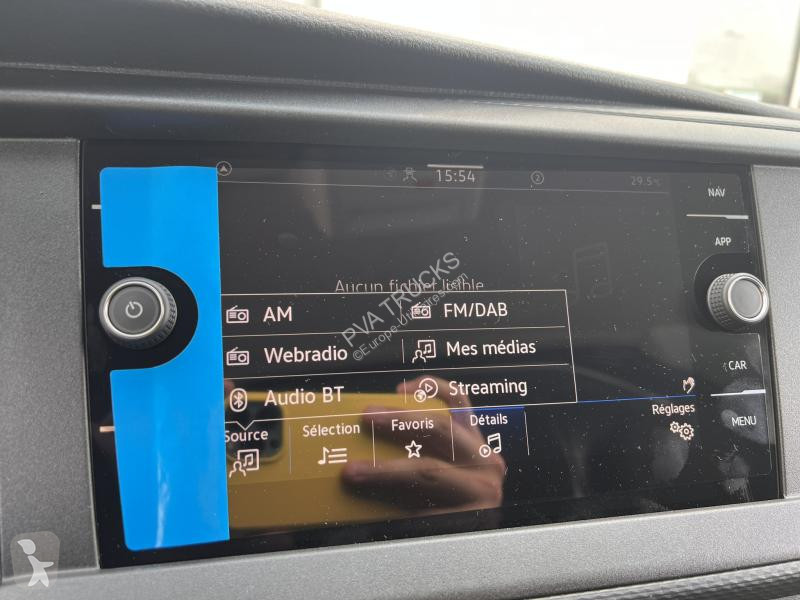 15:54
2
29.5°C
NAV
APP
Aucun fichier lisible
AM
FM/DAB
Webradio
Mes médias
Audio BT
Streaming
CAR
Source
Sélection
Favoris
Détails
Réglages
MENU
PVA TRUCKS